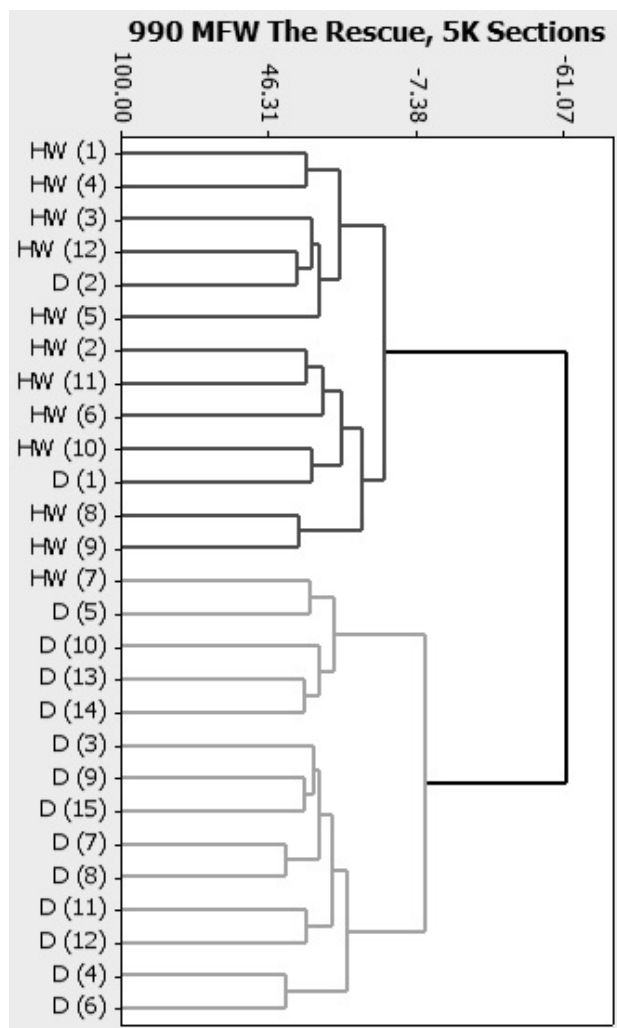 990 MFW The Rescue, 5K Sections
100.00 46.31 -7.38 -61.07
HW (1)
HW (4)
HW (3)
HW (12)
D (2)
HW (5)
HW (2)
HW (11)
HW (6)
HW (10)
D (1)
HW (8)
HW (9)
HW (7)
D (5)
D (10)
D (13)
D (14)
D (3)
D (9)
D (15)
D (7)
D (8)
D (11)
D (12)
D (4)
D (6)